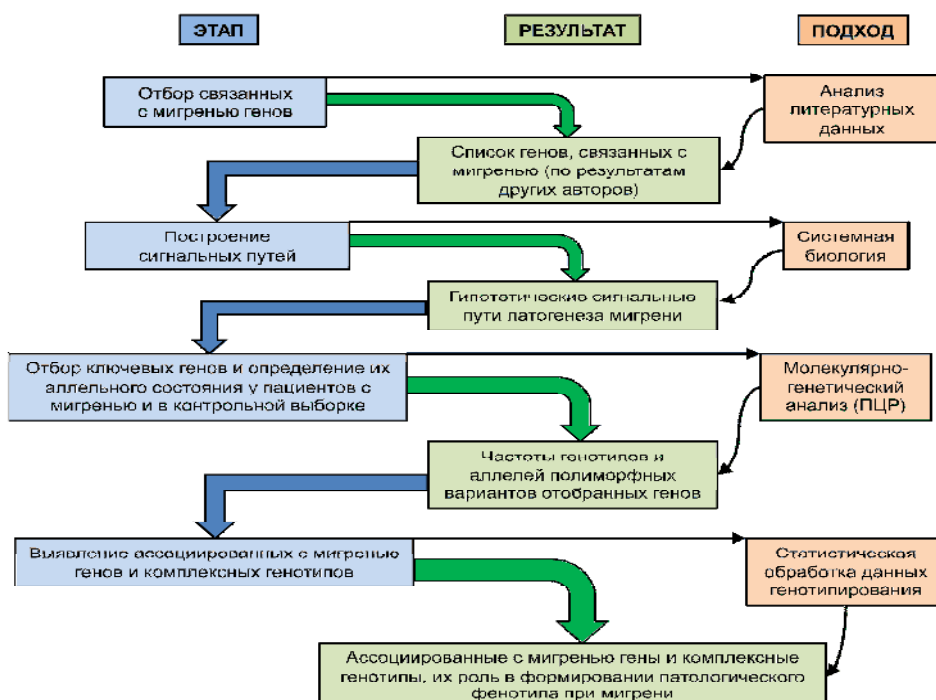 ЭТАП
РЕЗУЛЬТАТ
ПОДХОД
Отбор связанных
с мигренью генов
Анализ
литературных
данных
Список генов, связанных с
мигренью (по результатам
других авторов)
Построение
сигнальных путей
Системная
биология
Гипотетические сигнальные
пути патогенеза мигрени
Отбор ключевых генов и определение их
аллельного состояния у пациентов с
мигренью и в контрольной выборке
Молекулярно-
генетический
анализ (ПЦР)
Частоты генотипов и
аллелей полиморфных
вариантов отобранных генов
Выявление ассоциированных с мигренью
генов и комплексных генотипов
Статистическая
обработка данных
генотипирования
Ассоциированные с мигренью гены и комплексные
генотипы, их роль в формировании патологического
фенотипа при мигрени